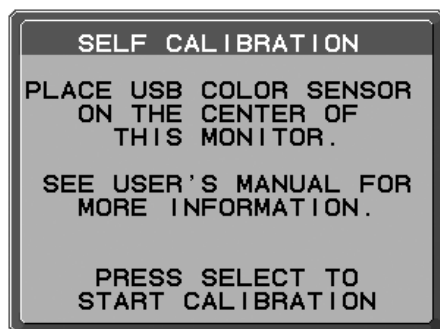 SELF CALIBRATION
PLACE USB COLOR SENSOR
ON THE CENTER OF
THIS MONITOR.
SEE USER'S MANUAL FOR
MORE INFORMATION.
PRESS SELECT TO
START CALIBRATION